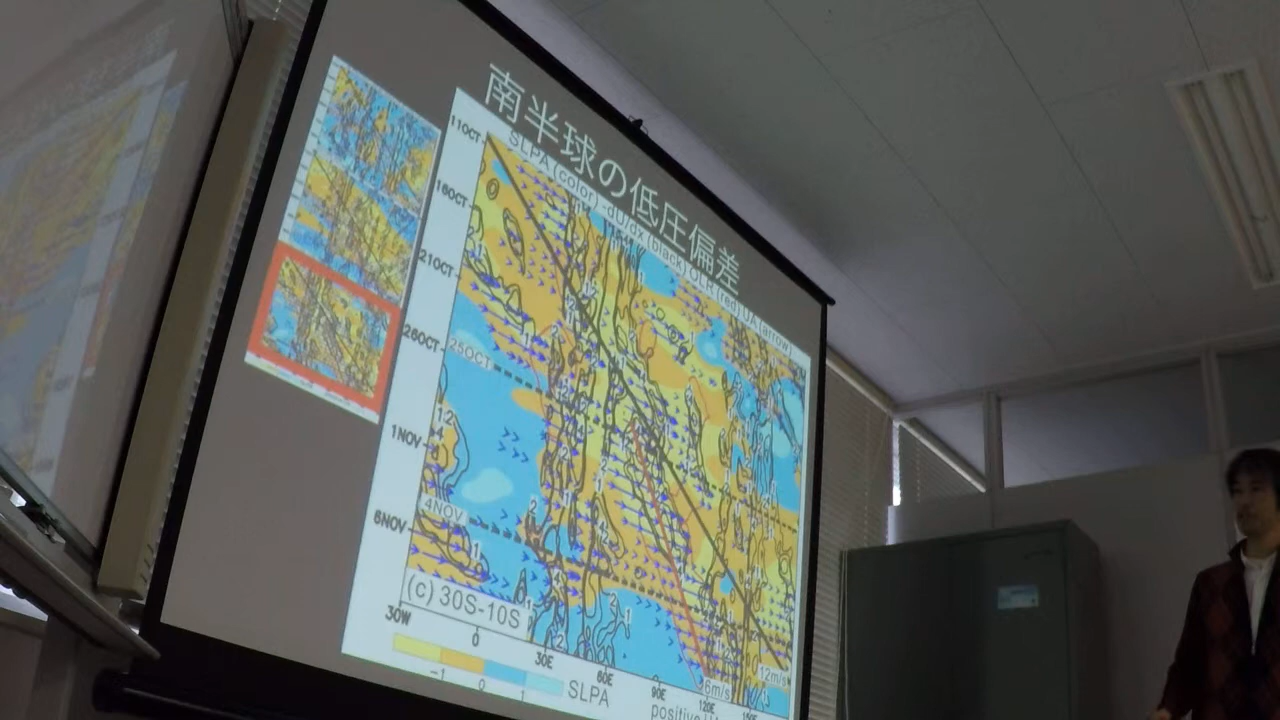 南半球の低圧偏差
SLPA (color) -dU/dx (black) OLR (red) UA (arrow)
11OCT
16OCT
21OCT
26OCT
25OCT
1NOV
4NOV
6NOV
(c) 30S-10S
30W
0
30E
60E
90E
120E
12m/s
6m/s
-1
0
1
SLPA